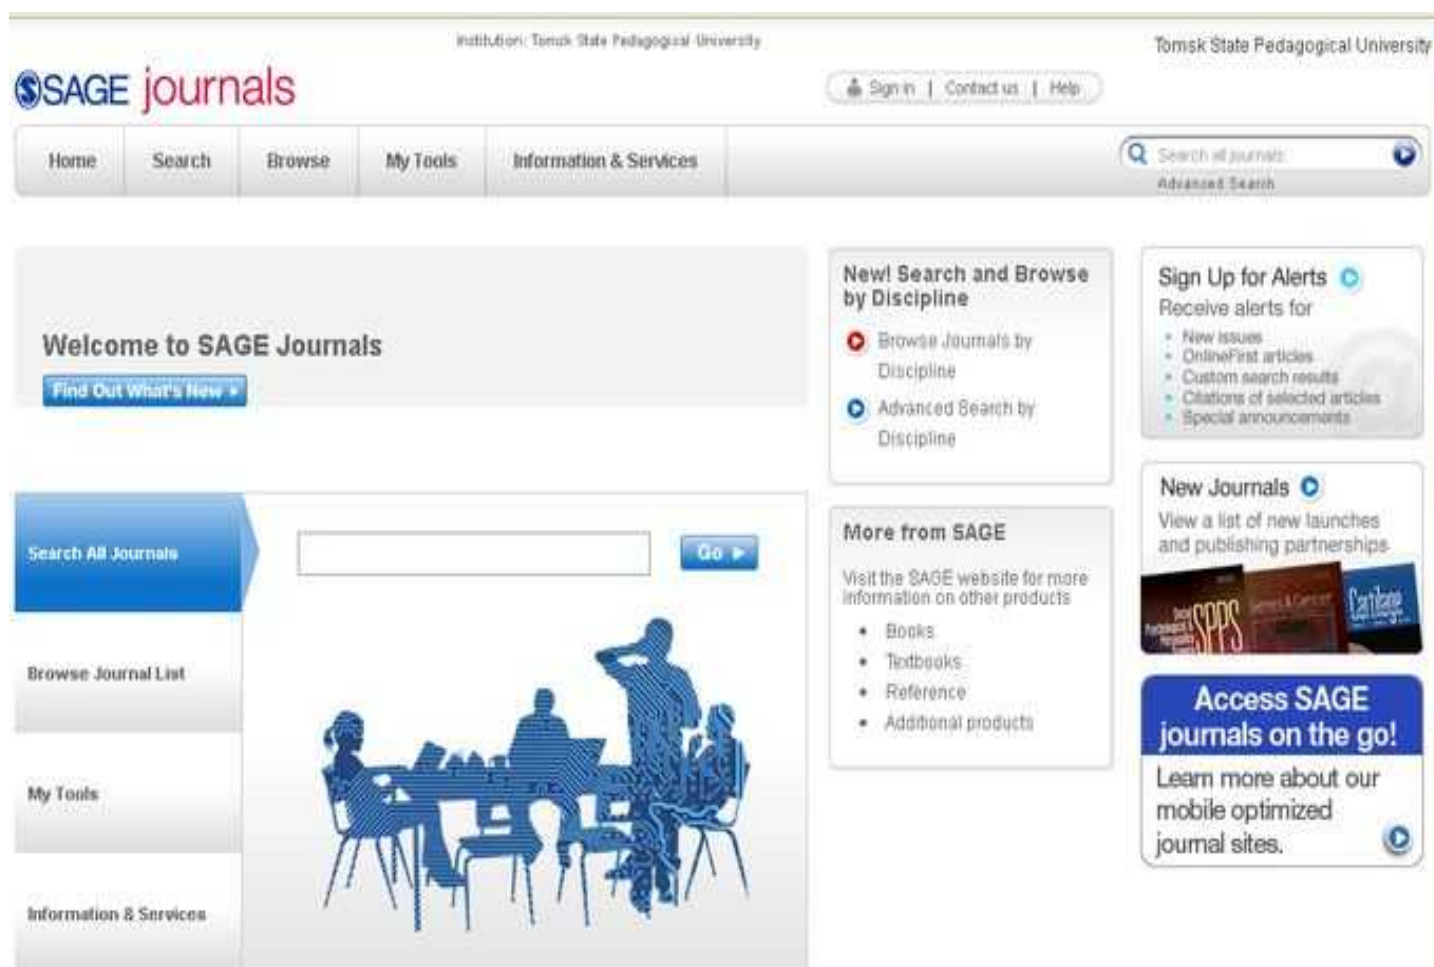 Institution: Tomsk State Pedagogical University
Tomsk State Pedagogical University
SAGE journals
Sign in | Contact us | Help
Home
Search
Browse
My Tools
Information & Services
Search all journals
Advanced Search
Welcome to SAGE Journals
Find Out What's New
New! Search and Browse
by Discipline
Browse Journals by
Discipline
Advanced Search by
Discipline
Sign Up for Alerts
Receive alerts for
New issues
OnlineFirst articles
Custom search results
Citations of selected articles
Special announcements
Search All Journals
Go
Browse Journal List
My Tools
Information & Services
More from SAGE
Visit the SAGE website for more
information on other products
Books
Textbooks
Reference
Additional products
New Journals
View a list of new launches
and publishing partnerships
SPPS
Cartilage
Access SAGE
journals on the go!
Learn more about our
mobile optimized
journal sites.